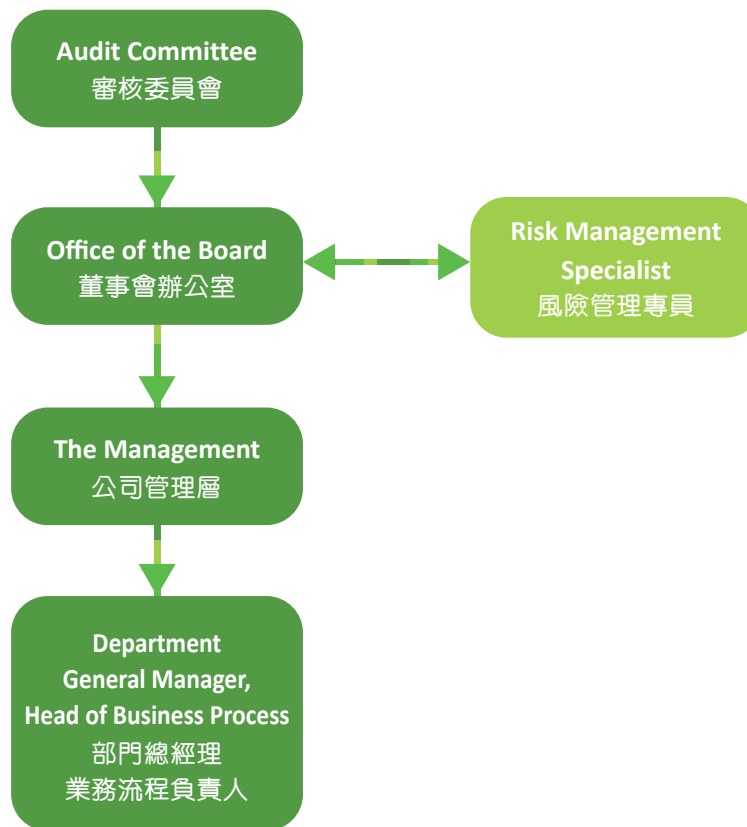 Audit Committee
審核委員會
Office of the Board
董事會辦公室
Risk Management
Specialist
風險管理專員
The Management
公司管理層
Department
General Manager,
Head of Business Process
部門總經理
業務流程負責人